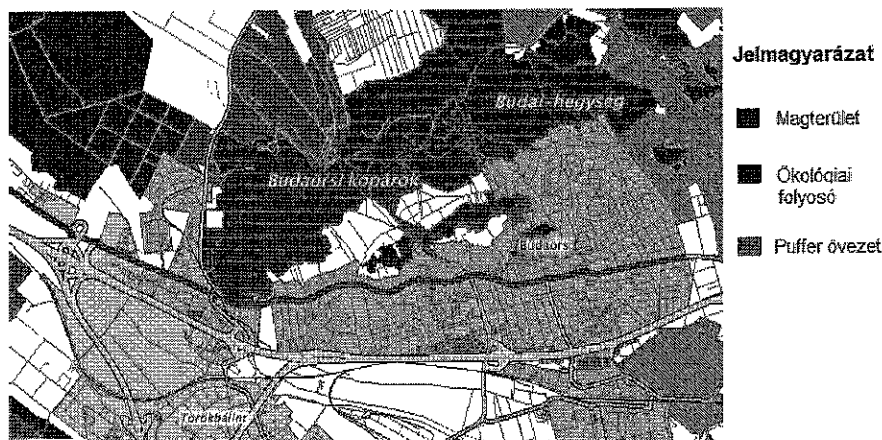 Jelmagyarázat
Magterület
Ökológiai
folyosó
Puffer övezet
Budai-hegység
Budaörsi kopárok
Budaörs
Törökbálint